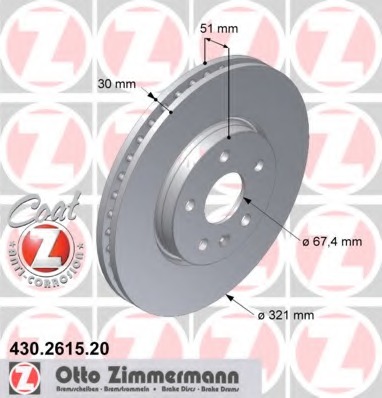 51 mm
30 mm
Coat
Z
ANTI-CORROSION
ø 67,4 mm
ø 321 mm
430.2615.20
Z
Otto Zimmermann
Bremsscheiben - Bremstrommeln • Brake Discs - Brake Drums